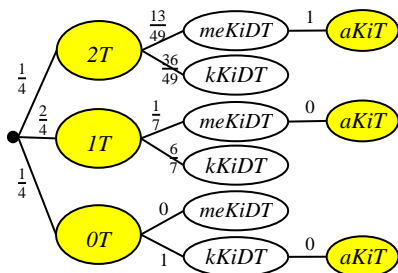 13/49
1
2T
meKiDT
aKiT
1/4
36/49
kKiDT
2/4
1/7
0
1T
meKiDT
aKiT
6/7
kKiDT
1/4
0
meKiDT
0T
1
0
kKiDT
aKiT